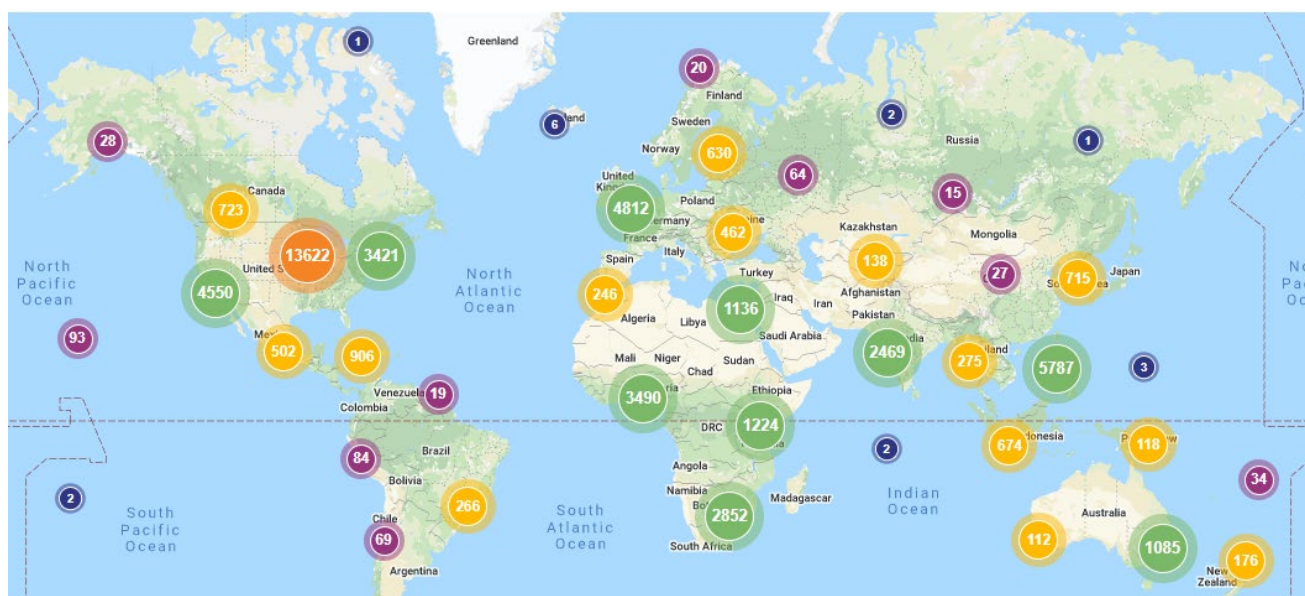 1
Greenland
20
Finland
2
6
Sweden
Russia
1
28
Norway
630
64
15
United
Canada
723
4812
Poland
Germany
France
462
Kazakhstan
Mongolia
13622
3421
Spain
Italy
138
27
715
Japan
North
Pacific
Ocean
4550
North
Atlantic
Ocean
246
Turkey
1136
Iraq
Iran
Afghanistan
Algeria
Libya
Pakistan
Saudi Arabia
93
502
906
Mali
Niger
Chad
Sudan
2469
275
5787
3
Venezuela
19
Colombia
3490
Ethiopia
DRC
1224
674
118
84
Brazil
2
34
Angola
2
Bolivia
266
Namibia
Madagascar
Indian
Ocean
Australia
South
Pacific
Ocean
Chile
69
South
Atlantic
Ocean
2852
South Africa
112
1085
176
New
Zealand
Argentina